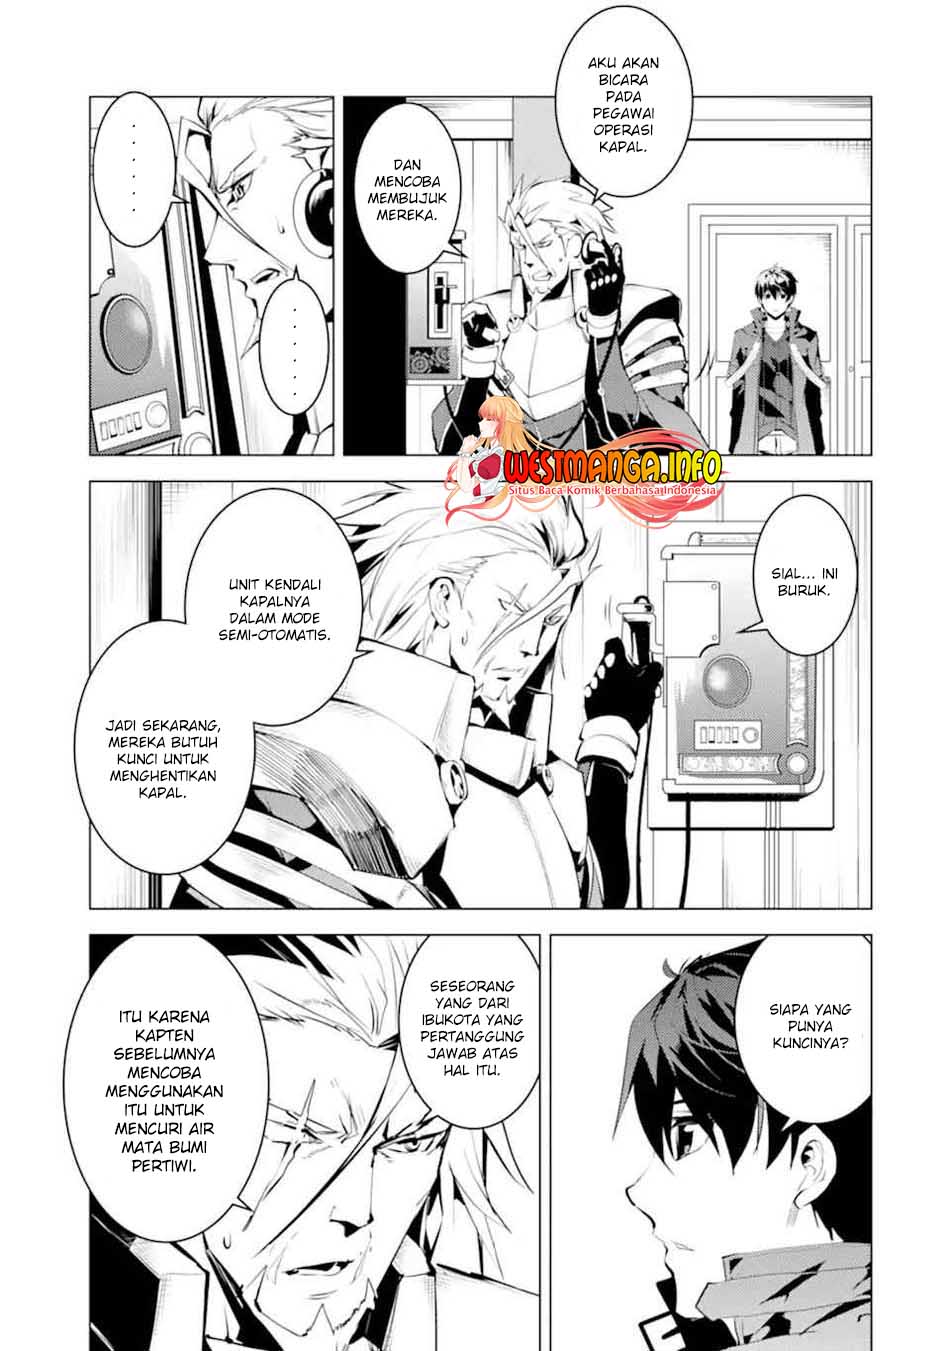 AKU AKAN
BICARA
PADA
PEGAWAI
OPERASI
KAPAL.
DAN
MENCOBA
MEMBUJUK
MEREKA.
. . . . . .
. . . . . .
WESTMANGA.INFO
Situs Baca Komik Berbahasa Indonesia
SIAL... INI
BURUK.
UNIT KENDALI
KAPALNYA
DALAM MODE
SEMI-OTOMATIS.
JADI SEKARANG,
MEREKA BUTUH
KUNCI UNTUK
MENGHENTIKAN
KAPAL.
SIAPA YANG
PUNYA
KUNCINYA?
SESEORANG
YANG DARI
IBUKOTA YANG
PERTANGGUNG
JAWAB ATAS
HAL ITU.
ITU KARENA
KAPTEN
SEBELUMNYA
MENCOBA
MENGGUNAKAN
ITU UNTUK
MENCURI AIR
MATA BUMI
PERTIWI.